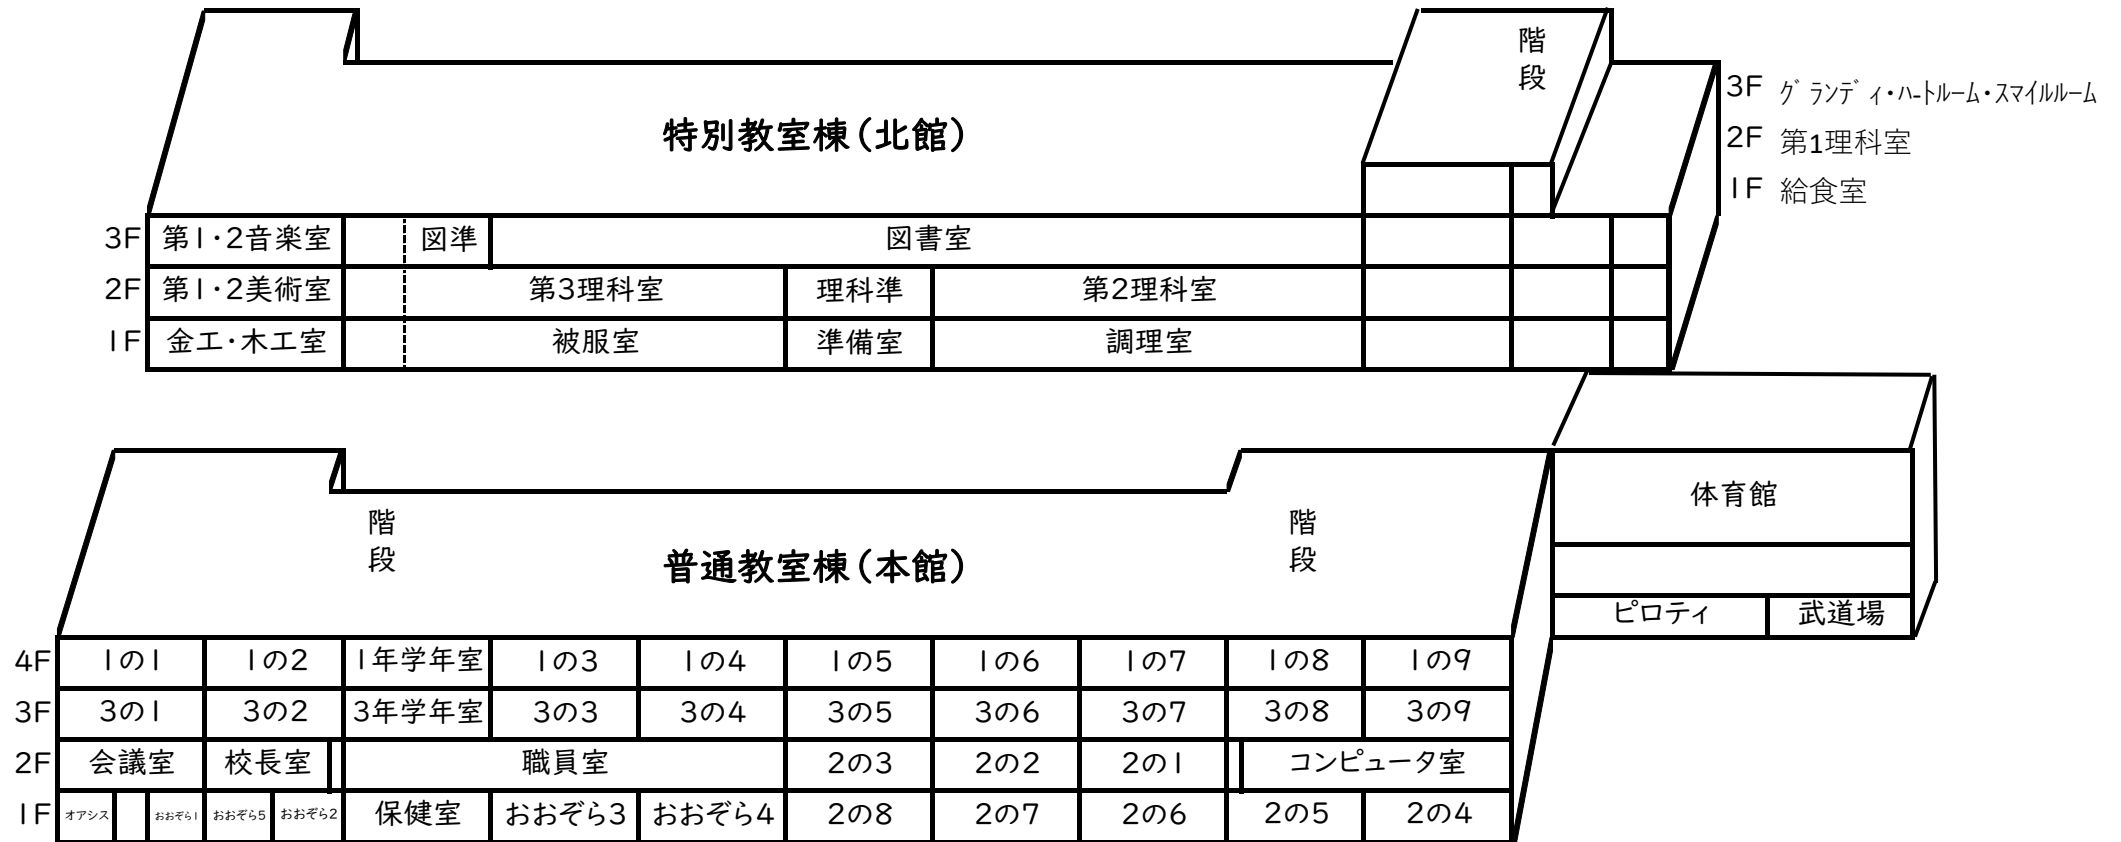 階段
3F グランディ・ハートルーム・スマイルルーム
特別教室棟(北館)
2F 第1理科室
1F 給食室
3F 第1・2音楽室 図準 図書室
2F 第1・2美術室 第3理科室 理科準 第2理科室
1F 金工・木工室 被服室 準備室 調理室
体育館
階段 階段
普通教室棟(本館)
ピロティ 武道場
4F 1の1 1の2 1年学年室 1の3 1の4 1の5 1の6 1の7 1の8 1の9
3F 3の1 3の2 3年学年室 3の3 3の4 3の5 3の6 3の7 3の8 3の9
2F 会議室 校長室 職員室 2の3 2の2 2の1 コンピュータ室
1F オアシス おおぞら1 おおぞら5 おおぞら2 保健室 おおぞら3 おおぞら4 2の8 2の7 2の6 2の5 2の4